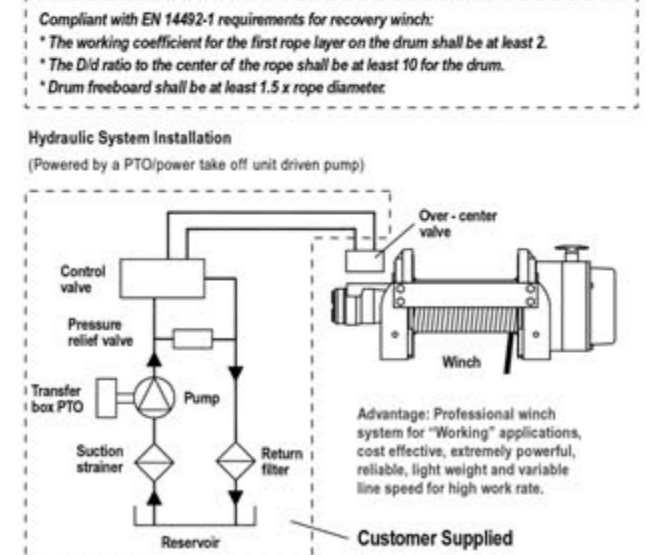 Compliant with EN 14492-1 requirements for recovery winch:
* The working coefficient for the first rope layer on the drum shall be at least 2.
* The D/d ratio to the center of the rope shall be at least 10 for the drum.
* Drum freeboard shall be at least 1.5 x rope diameter.
Hydraulic System Installation
(Powered by a PTO/power take off unit driven pump)
Over - center
valve
Control
valve
Pressure
relief valve
Winch
Transfer
box PTO
Pump
Advantage: Professional winch
system for "Working" applications,
cost effective, extremely powerful,
reliable, light weight and variable
line speed for high work rate.
Suction
strainer
Return
filter
Reservoir
Customer Supplied